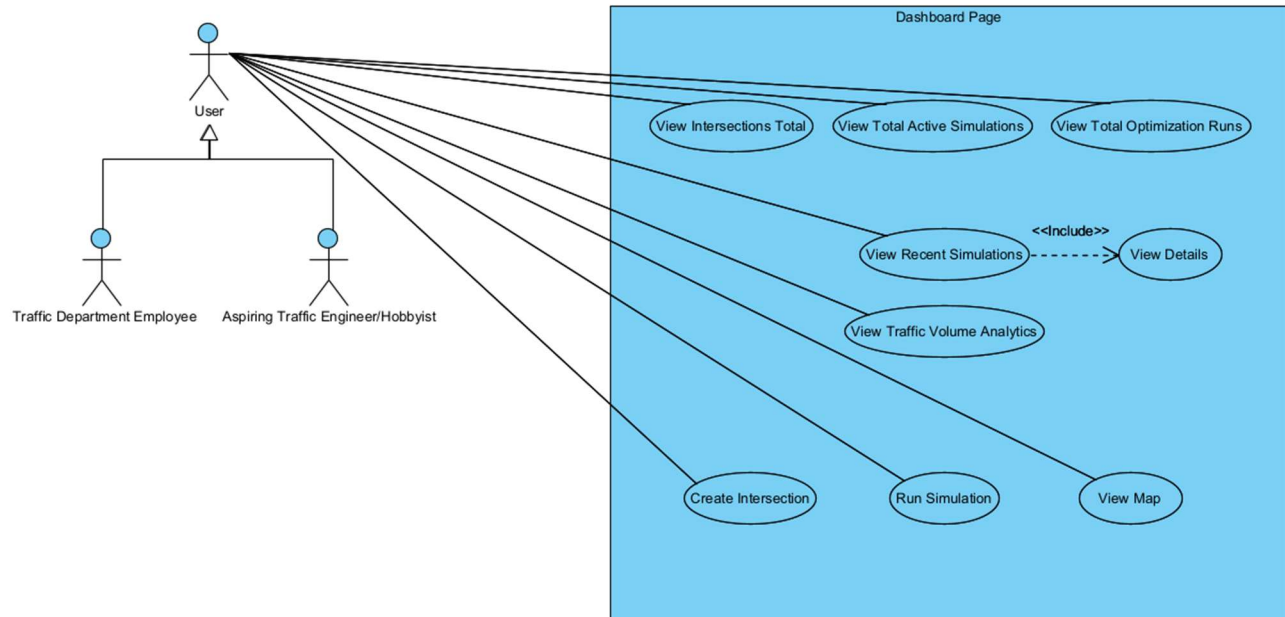 Dashboard Page
User
View Intersections Total
View Total Active Simulations
View Total Optimization Runs
<<Include>>
View Recent Simulations
View Details
Traffic Department Employee
Aspiring Traffic Engineer/Hobbyist
View Traffic Volume Analytics
Create Intersection
Run Simulation
View Map